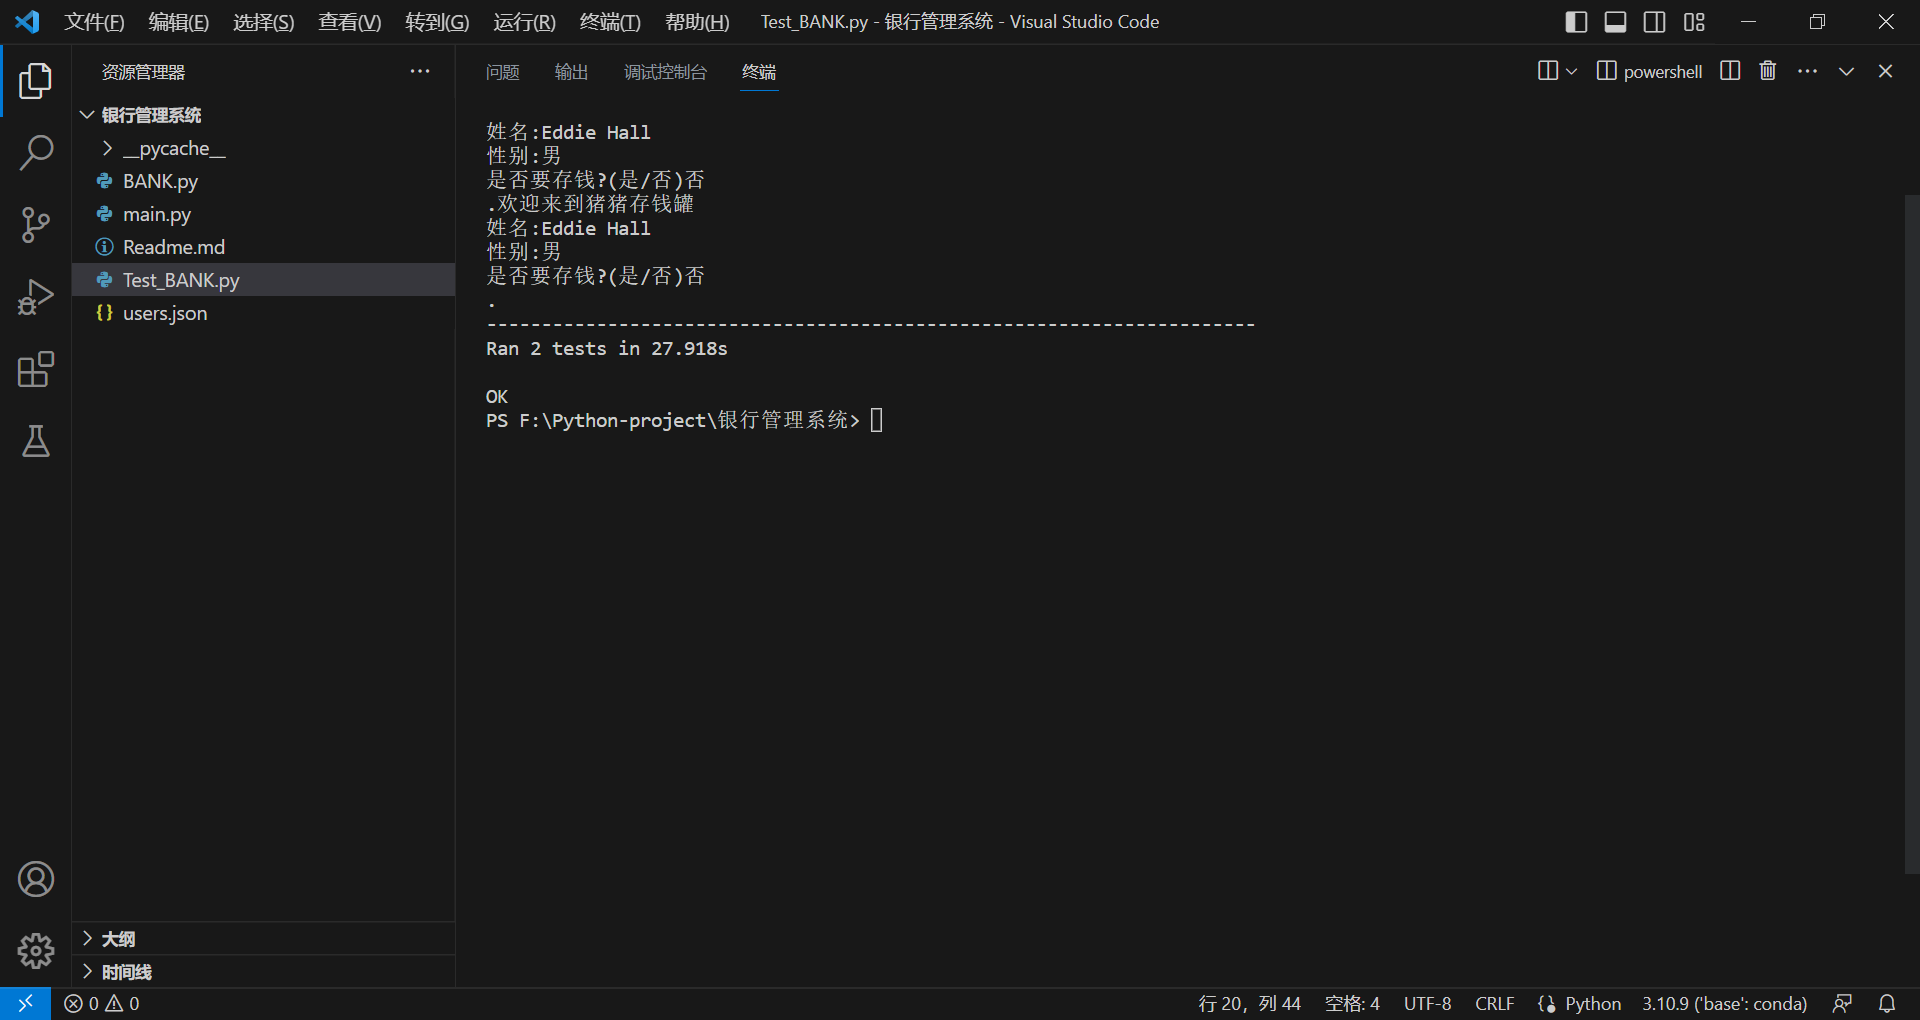 文件(F) 编辑(E) 选择(S) 查看(V) 转到(G) 运行(R) 终端(T) 帮助(H) Test_BANK.py - 银行管理系统 - Visual Studio Code
资源管理器
银行管理系统
__pycache__
BANK.py
main.py
Readme.md
Test_BANK.py
{} users.json
大纲
时间线
问题 输出 调试控制台 终端
powershell
姓名:Eddie Hall
性别:男
是否要存钱?(是/否)否
.欢迎来到猪猪存钱罐
姓名:Eddie Hall
性别:男
是否要存钱?(是/否)否
.
----------------------------------------------------------------------
Ran 2 tests in 27.918s
OK
PS F:\Python-project\银行管理系统>
0 0
行 20，列 44 空格: 4 UTF-8 CRLF Python 3.10.9 ('base': conda)